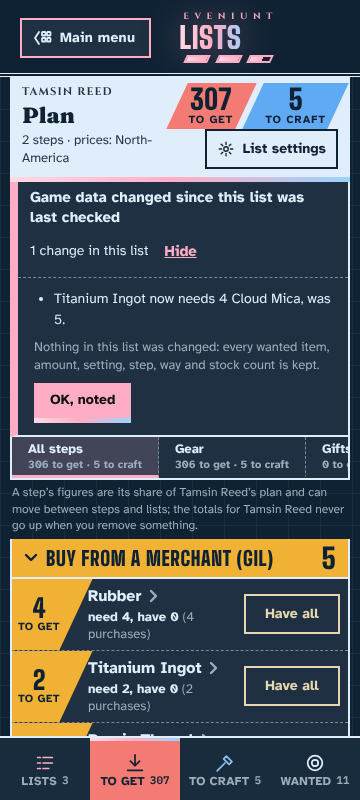 Main menu
EVENIUNT
LISTS
TAMSIN REED
Plan
2 steps · prices: North-
America
307
TO GET
5
TO CRAFT
List settings
Game data changed since this list was
last checked
1 change in this list Hide
• Titanium Ingot now needs 4 Cloud Mica, was
5.
Nothing in this list was changed: every wanted item,
amount, setting, step, way and stock count is kept.
OK, noted
All steps
306 to get · 5 to craft
Gear
306 to get · 5 to craft
Gifts
0 to
A step's figures are its share of Tamsin Reed's plan and can
move between steps and lists; the totals for Tamsin Reed never
go up when you remove something.
BUY FROM A MERCHANT (GIL) 5
4
TO GET
Rubber
need 4, have 0 (4
purchases)
Have all
2
TO GET
Titanium Ingot
need 2, have 0 (2
purchases)
Have all
LISTS 3
TO GET 307
TO CRAFT 5
WANTED 11